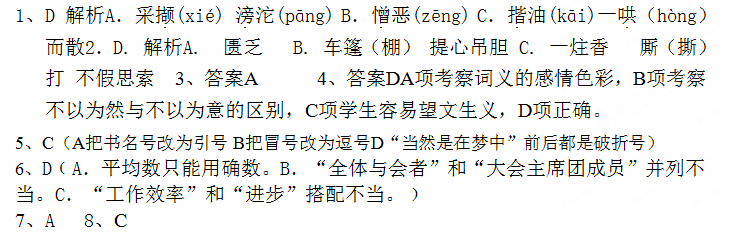 1、D 解析A．采撷(xié) 滂沱(pāng) B．憎恶(zēng) C．揩油(kāi)一哄（hòng）
而散2．D．解析A． 匮乏 B．车篷（棚） 提心吊胆 C. 一炷香 厮（撕）
打 不假思索 3、答案A 4、答案DA项考察词义的感情色彩，B项考察
不以为然与不以为意的区别，C项学生容易望文生义，D项正确。
5、C（A把书名号改为引号 B把冒号改为逗号D“当然是在梦中”前后都是破折号）
6、D﹙A．平均数只能用确数。B．“全体与会者”和“大会主席团成员”并列不
当。C．“工作效率”和“进步”搭配不当。﹚
7、A 8、C